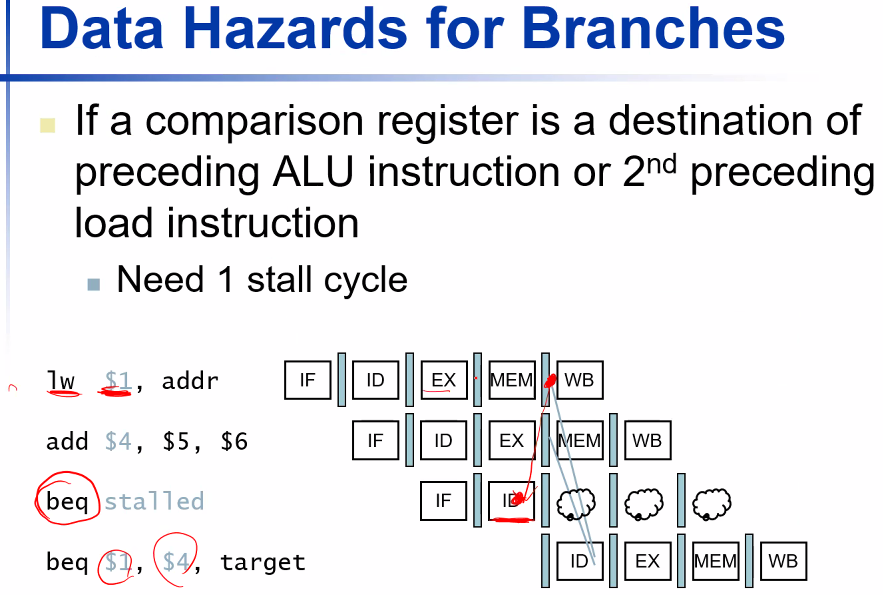 Data Hazards for Branches
If a comparison register is a destination of
preceding ALU instruction or 2nd preceding
load instruction
Need 1 stall cycle
lw $1, addr IF ID EX MEM WB
add $4, $5, $6 IF ID EX MEM WB
beq stalled IF ID
beq $1, $4, target ID EX MEM WB